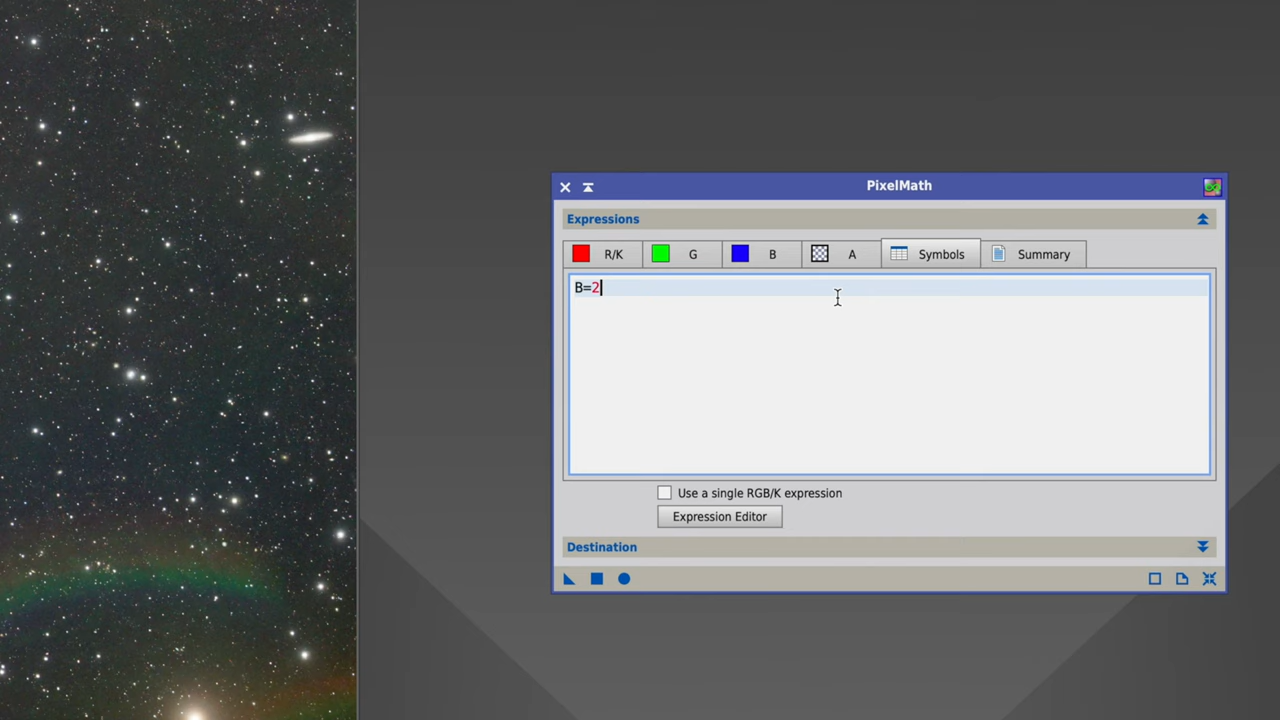 PixelMath
Expressions
R/K G B A Symbols Summary
B=2
Use a single RGB/K expression
Expression Editor
Destination